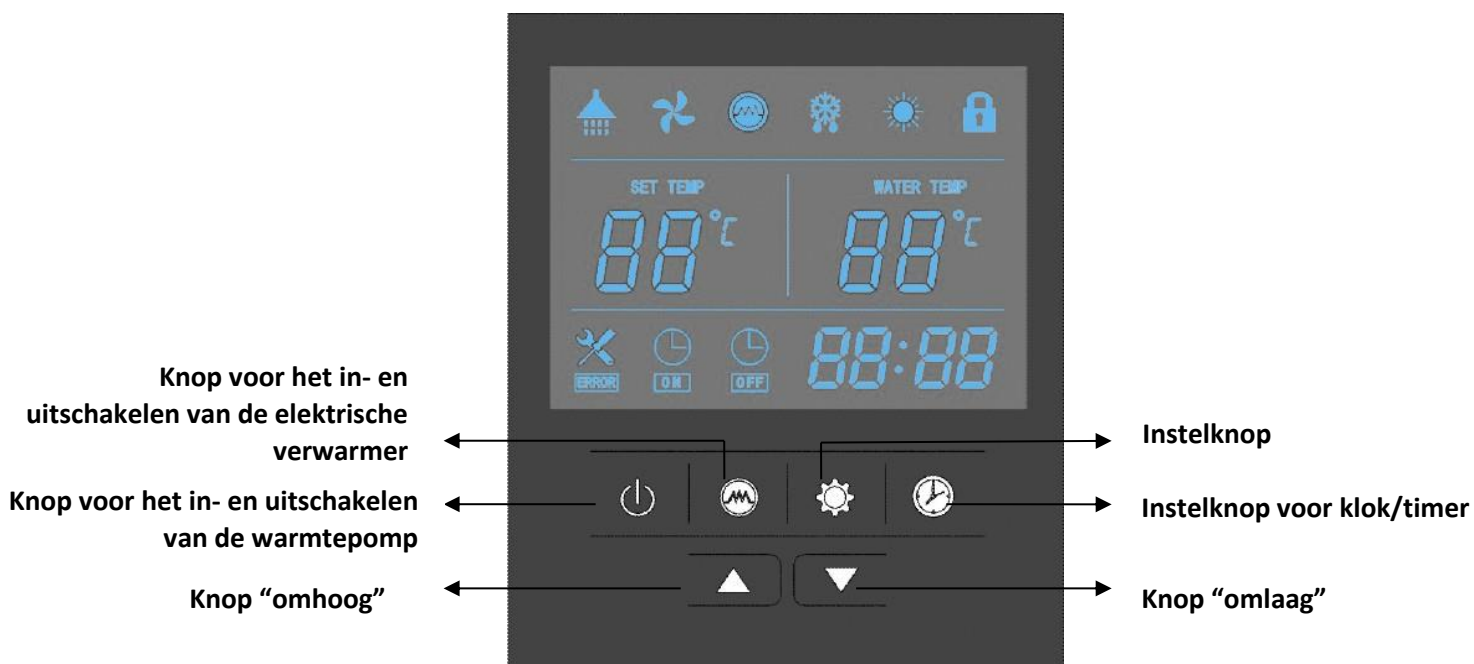 SET TEMP
WATER TEMP
88°C
88°C
ERROR
ON
OFF
88:88
Knop voor het in- en
uitschakelen van de elektrische
verwarmer
Knop voor het in- en uitschakelen
van de warmtepomp
Knop “omhoog”
Instelknop
Instelknop voor klok/timer
Knop “omlaag”